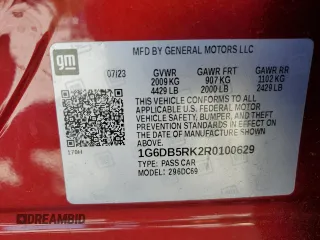 gm
MFD BY GENERAL MOTORS LLC
07/23 GVWR GAWR FRT GAWR RR
2009 KG 907 KG 1102 KG
4429 LB 2000 LB 2429 LB
THIS VEHICLE CONFORMS TO ALL APPLICABLE
U.S. FEDERAL MOTOR VEHICLE
SAFETY, BUMPER, AND THEFT
PREVENTION STANDARDS IN EFFECT ON
THE DATE OF MANUFACTURE SHOWN
ABOVE.
1G6DB5RK2R0100629
TYPE: PASS CAR
MODEL: 296DC69
DREAMBID